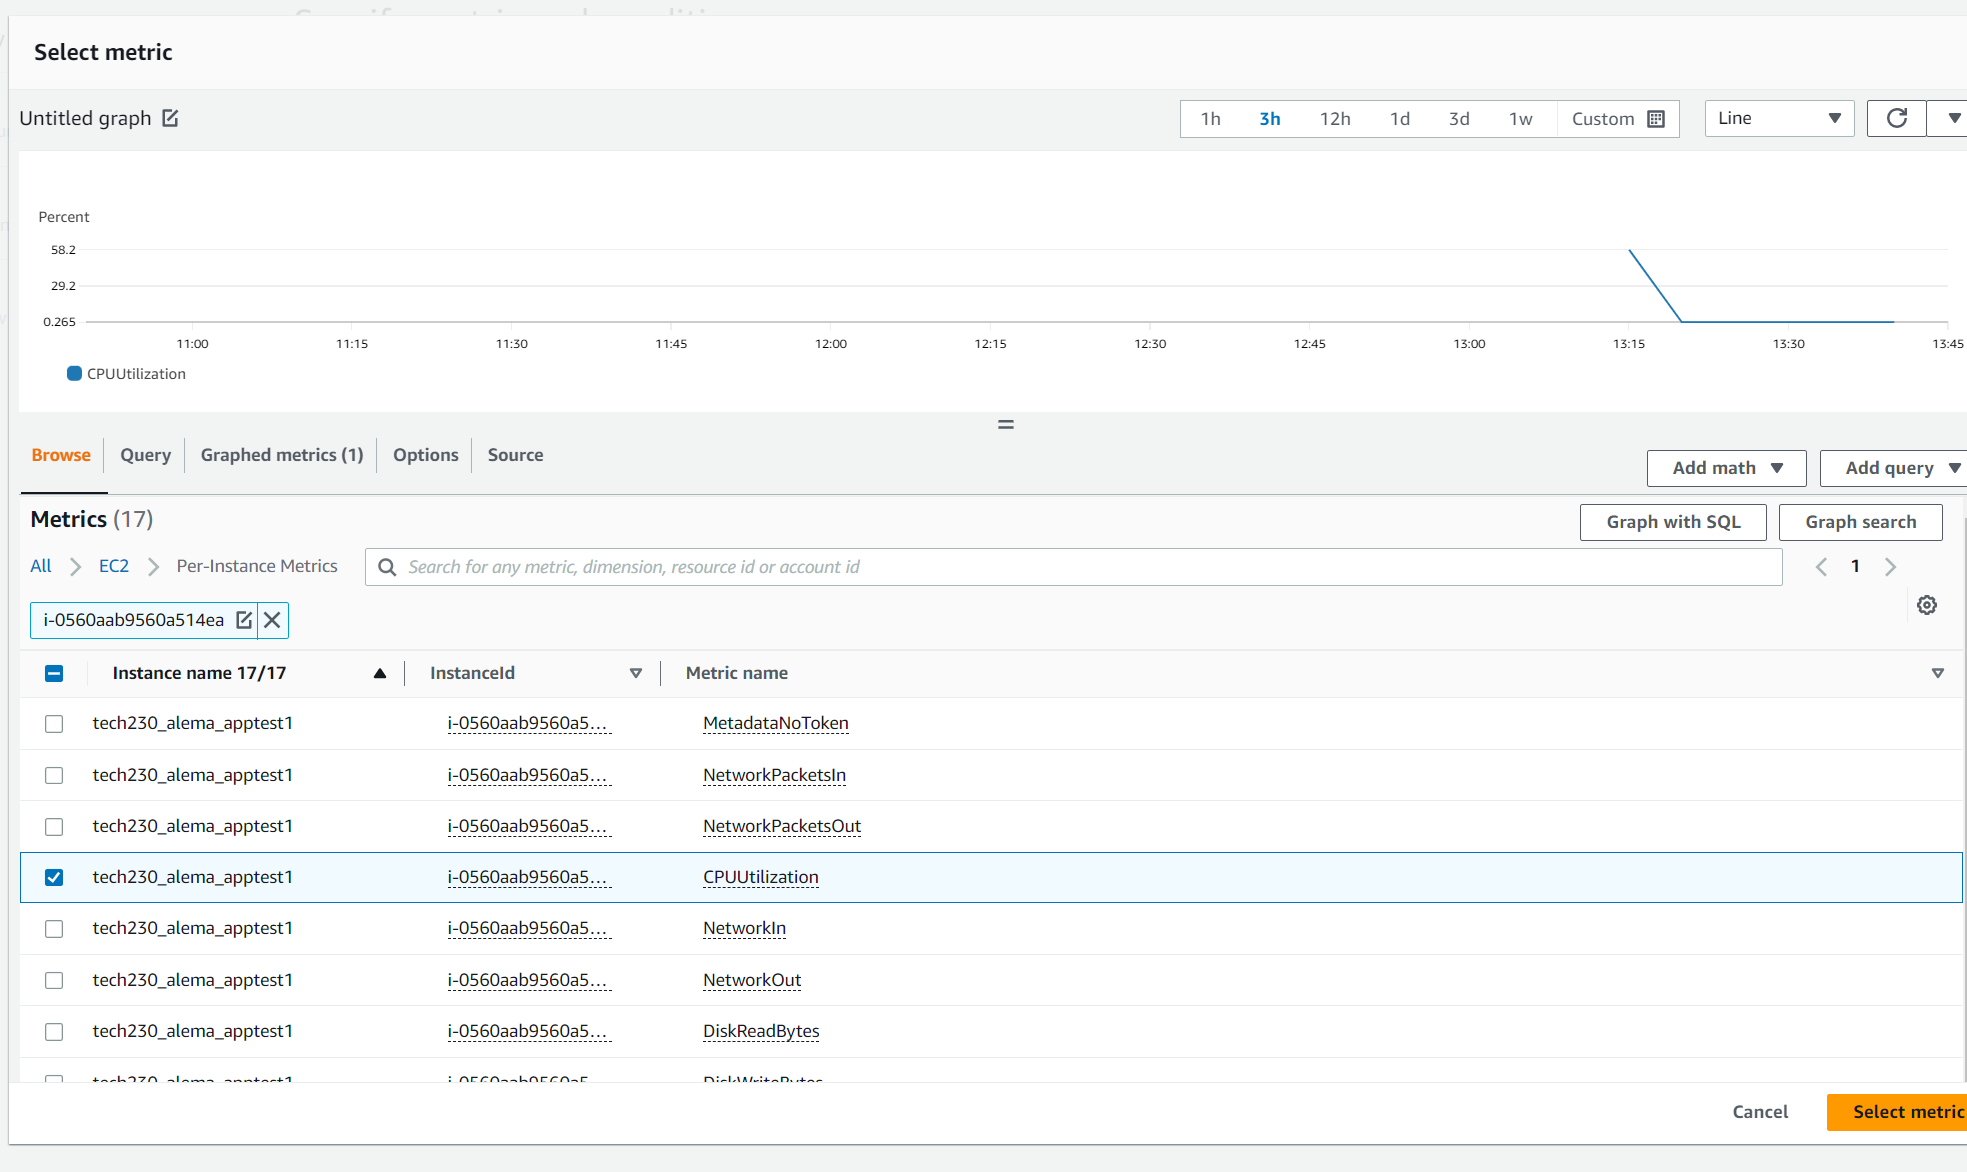 Select metric
Untitled graph
1h 3h 12h 1d 3d 1w Custom Line
Percent
58.2
29.2
0.265
11:00 11:15 11:30 11:45 12:00 12:15 12:30 12:45 13:00 13:15 13:30 13:45
CPUUtilization
Browse Query Graphed metrics (1) Options Source
Add math Add query
Metrics (17)
Graph with SQL Graph search
All EC2 Per-Instance Metrics Search for any metric, dimension, resource id or account id 1
i-0560aab9560a514ea
Instance name 17/17 InstanceId Metric name
tech230_alema_apptest1 i-0560aab9560a5... MetadataNoToken
tech230_alema_apptest1 i-0560aab9560a5... NetworkPacketsIn
tech230_alema_apptest1 i-0560aab9560a5... NetworkPacketsOut
tech230_alema_apptest1 i-0560aab9560a5... CPUUtilization
tech230_alema_apptest1 i-0560aab9560a5... NetworkIn
tech230_alema_apptest1 i-0560aab9560a5... NetworkOut
tech230_alema_apptest1 i-0560aab9560a5... DiskReadBytes
tech230_alema_apptest1 i-0560aab9560a5... DiskWriteBytes
Cancel Select metric